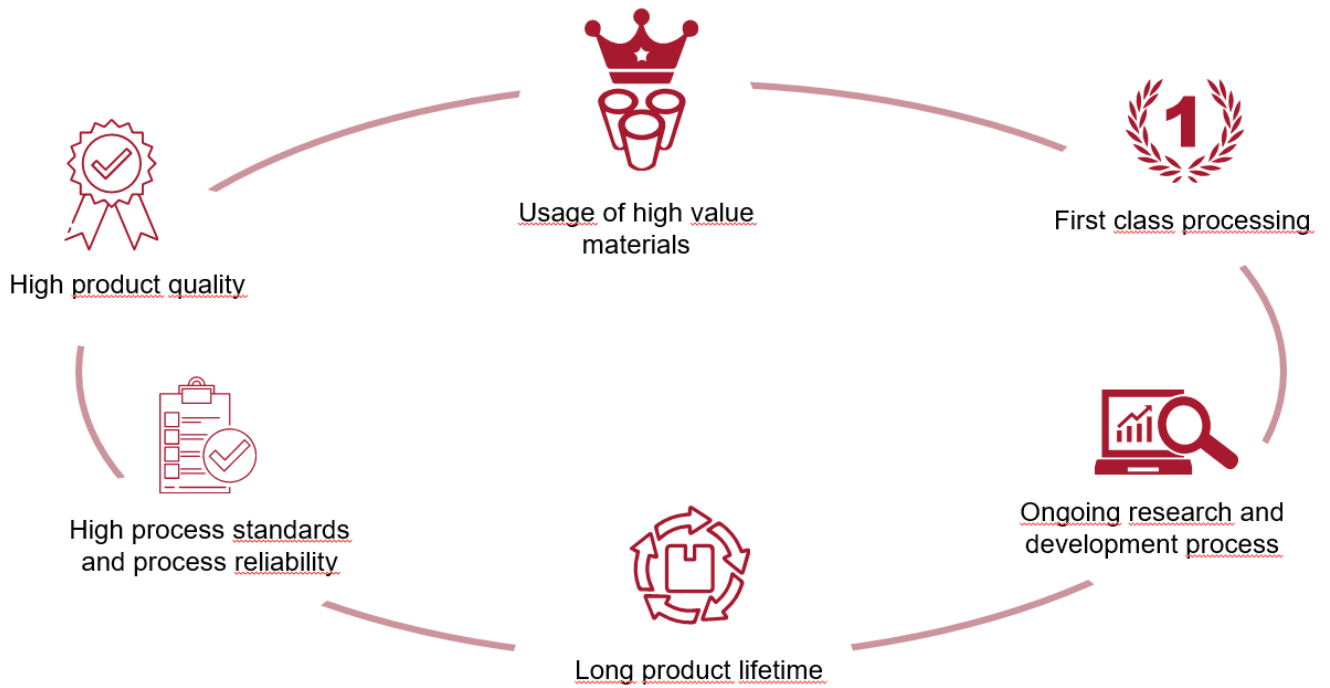 1
Usage of high value
materials
First class processing
High product quality
Ongoing research and
development process
High process standards
and process reliability
Long product lifetime